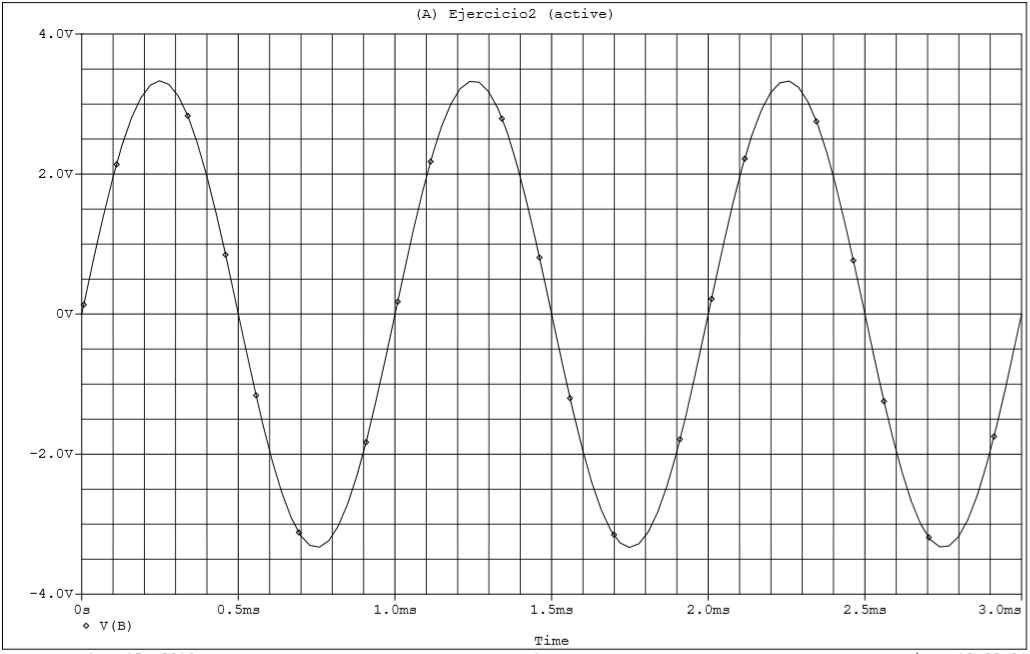 (A) Ejercicio2 (active)
4.0V
2.0V
0V
-2.0V
-4.0V
0s 0.5ms 1.0ms 1.5ms 2.0ms 2.5ms 3.0ms
V(B)
Time